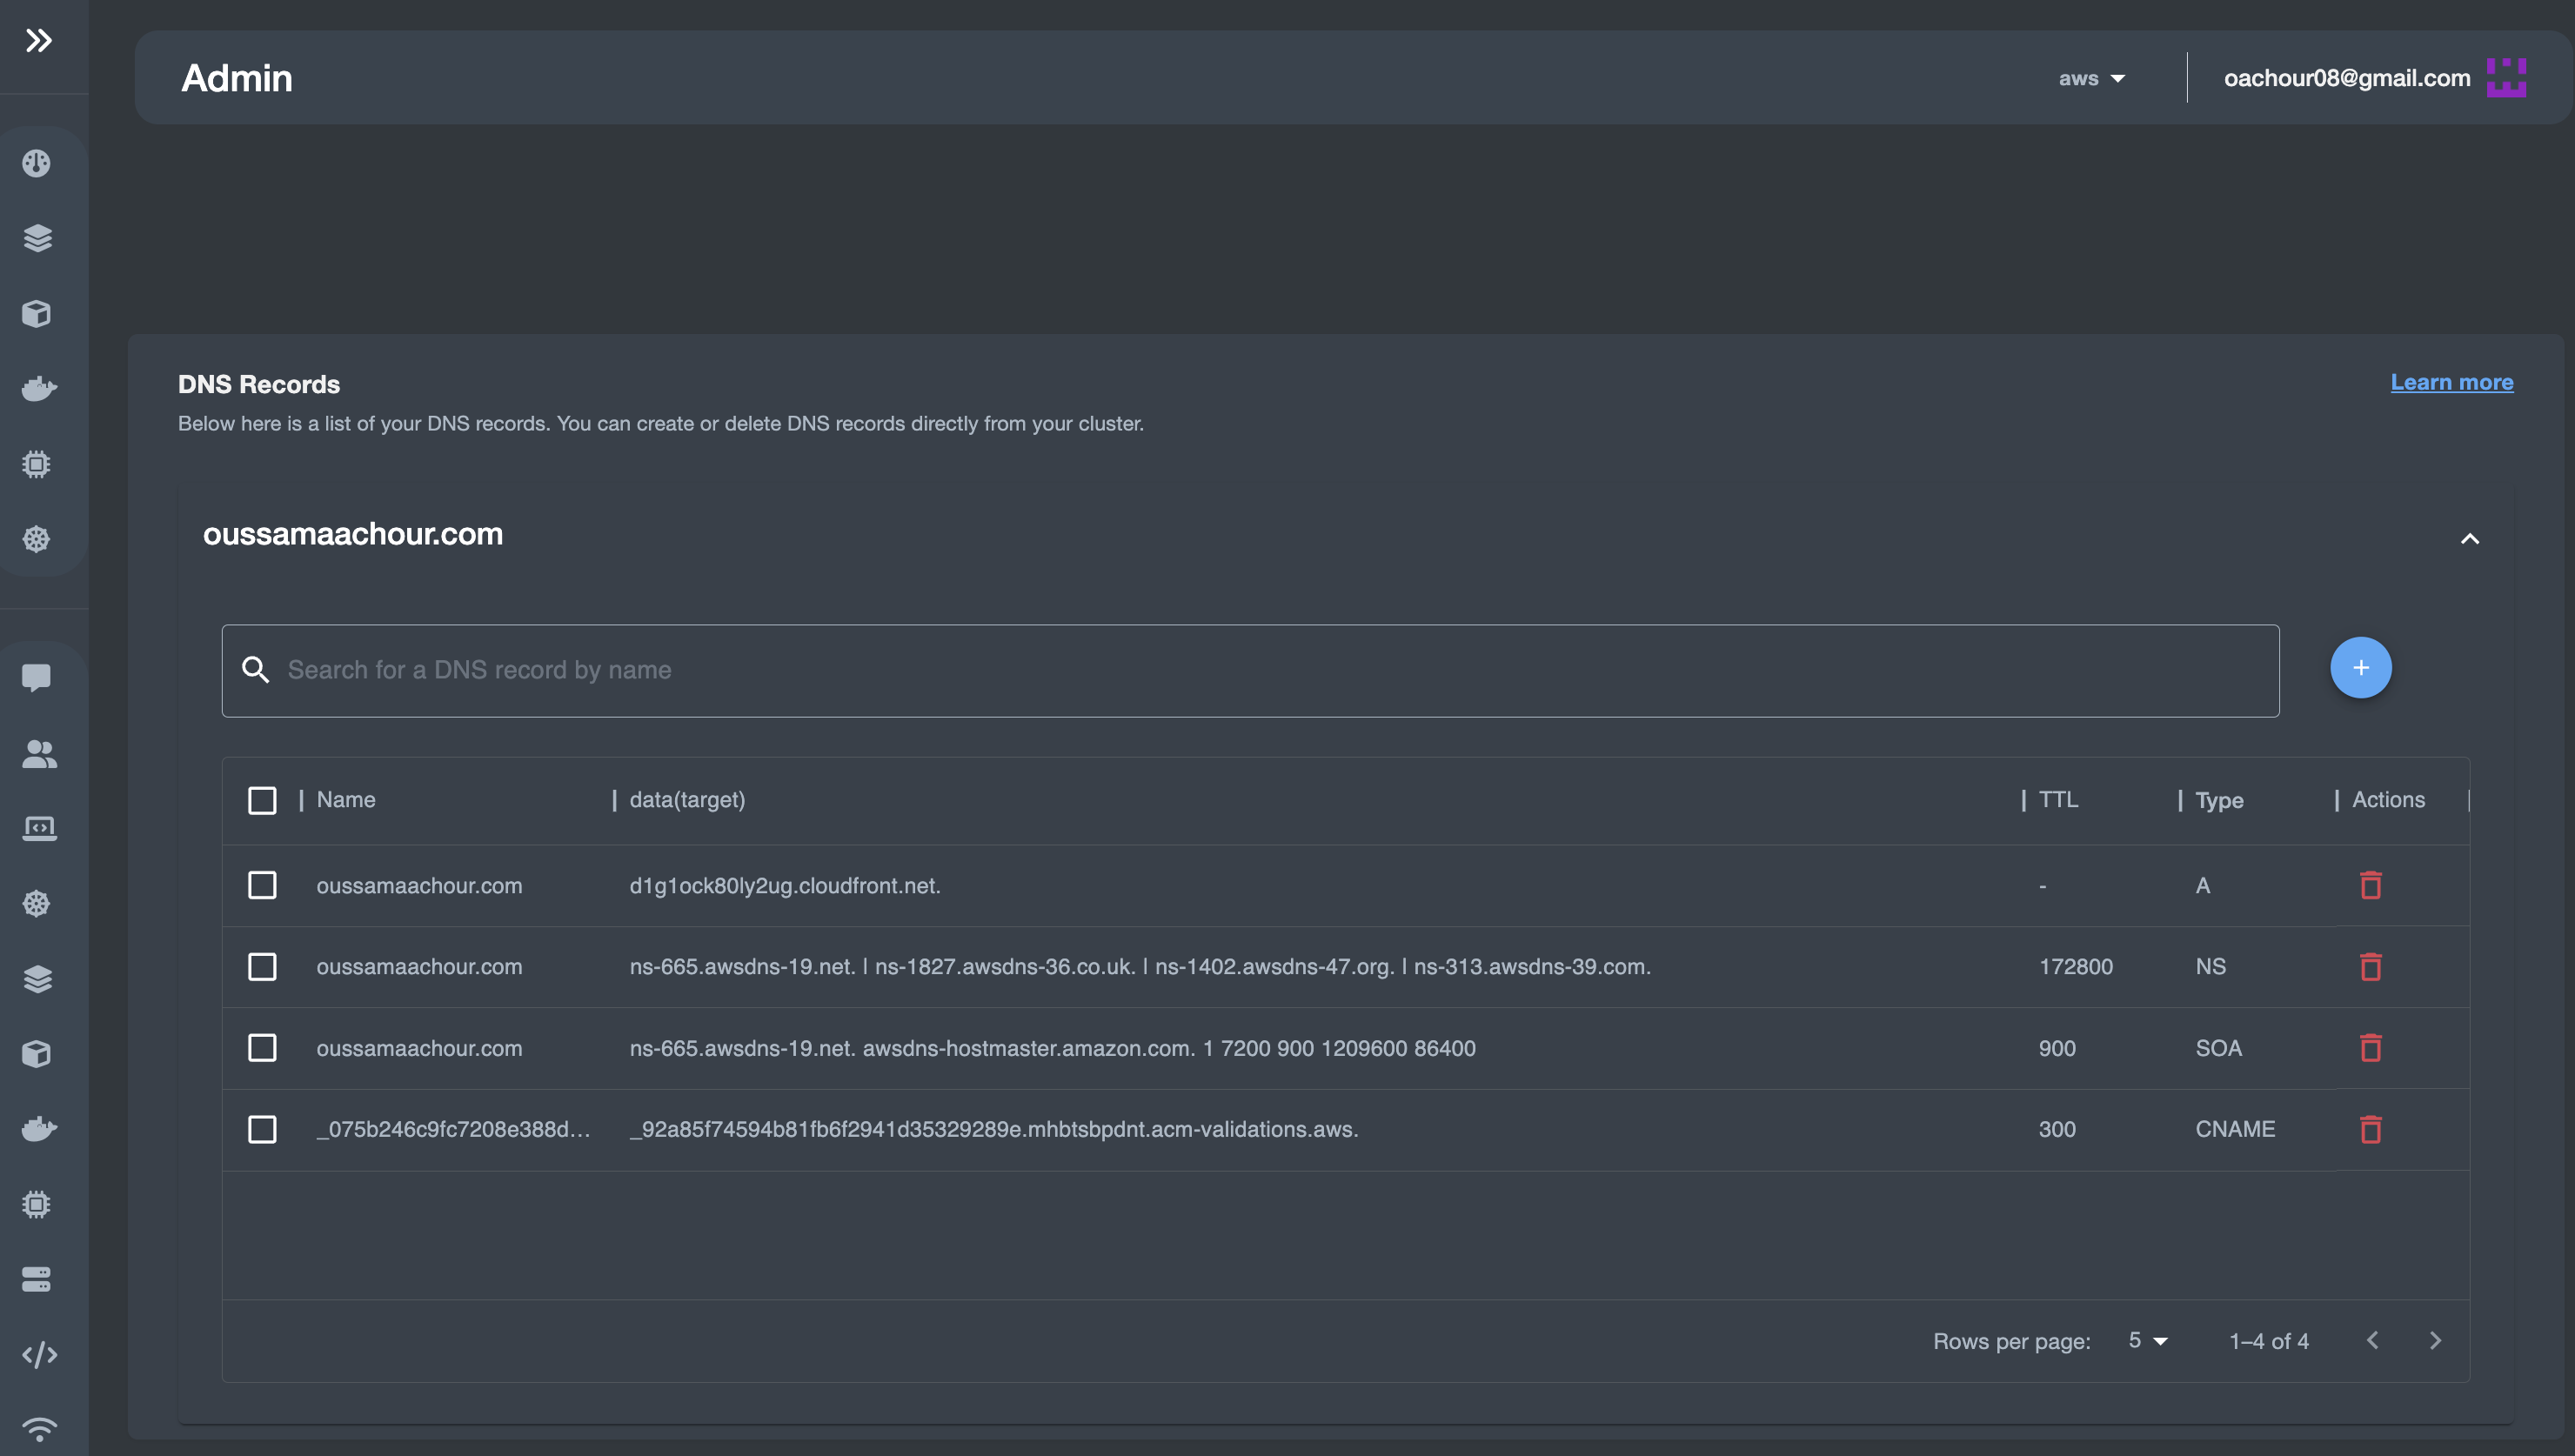 Admin
aws
oachour08@gmail.com
DNS Records
Learn more
Below here is a list of your DNS records. You can create or delete DNS records directly from your cluster.
oussamaachour.com
Search for a DNS record by name
Name data(target) TTL Type Actions
oussamaachour.com d1g1ock80ly2ug.cloudfront.net. - A
oussamaachour.com ns-665.awsdns-19.net. | ns-1827.awsdns-36.co.uk. | ns-1402.awsdns-47.org. | ns-313.awsdns-39.com. 172800 NS
oussamaachour.com ns-665.awsdns-19.net. awsdns-hostmaster.amazon.com. 1 7200 900 1209600 86400 900 SOA
_075b246c9fc7208e388d... _92a85f74594b81fb6f2941d35329289e.mhbtsbpdnt.acm-validations.aws. 300 CNAME
Rows per page: 5 1–4 of 4